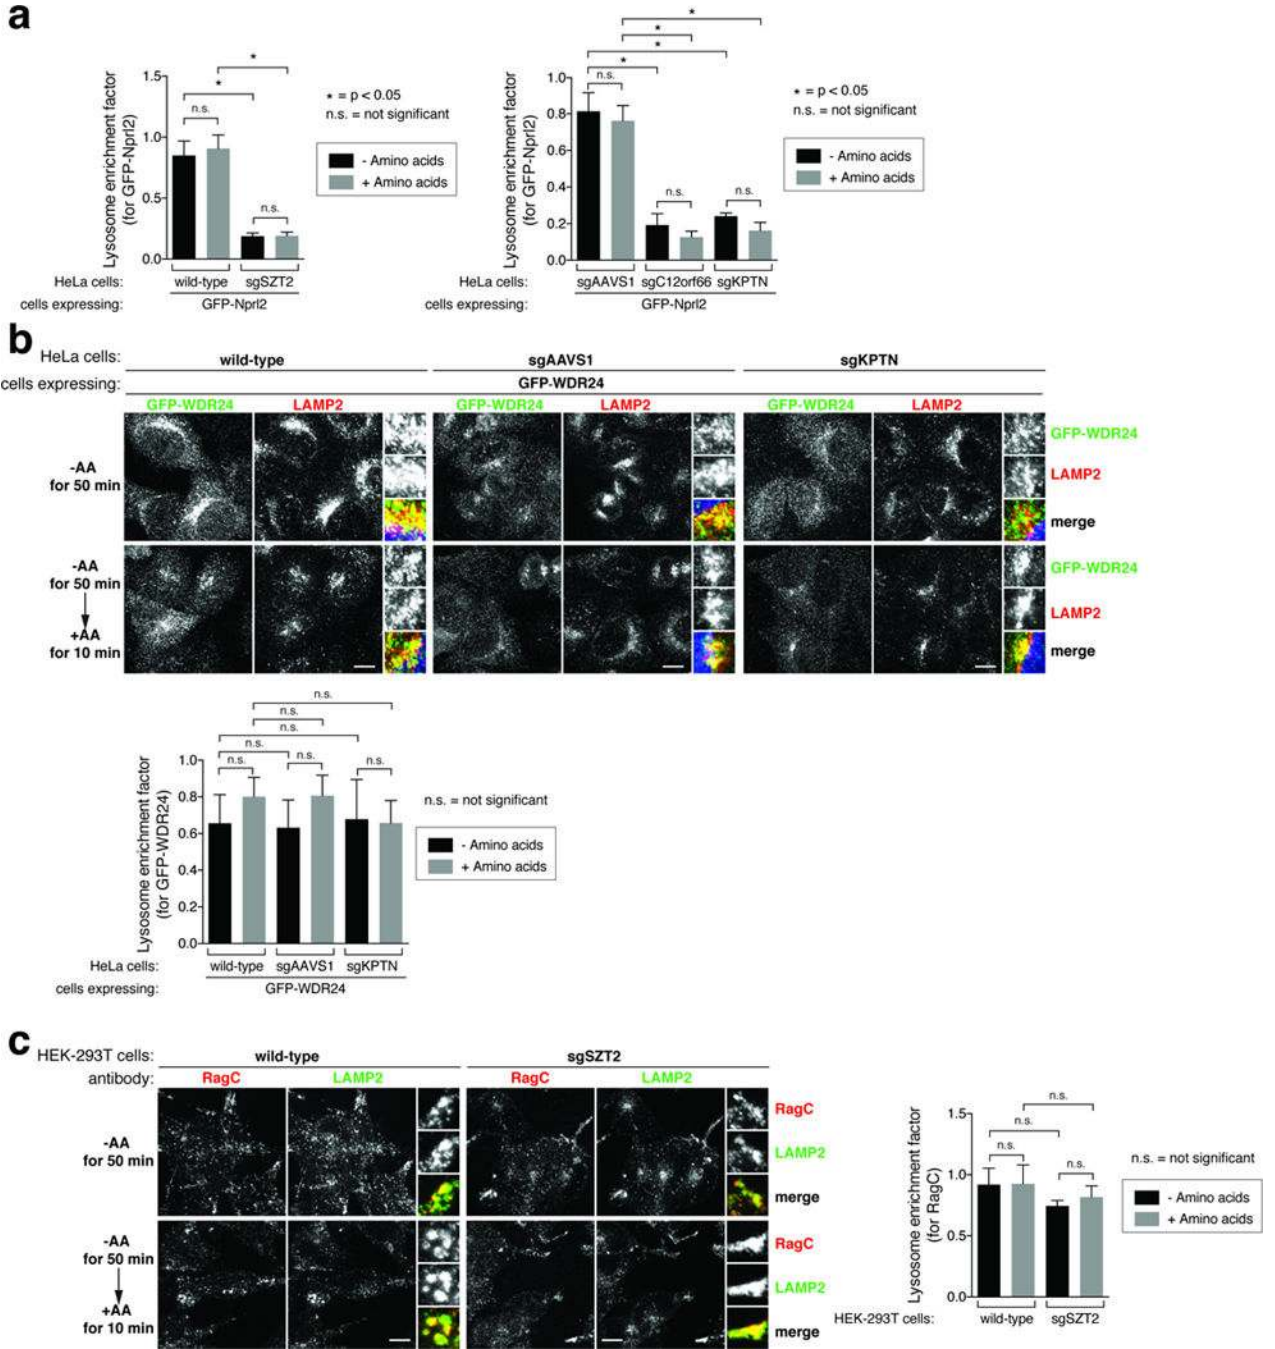 a
Lysosome enrichment factor
(for GFP-Nprl2)
1.5
1.0
0.5
0.0
*
*
n.s.
n.s.
* = p < 0.05
n.s. = not significant
- Amino acids
+ Amino acids
HeLa cells:
wild-type sgSZT2
cells expressing:
GFP-Nprl2
Lysosome enrichment factor
(for GFP-Nprl2)
1.0
0.8
0.6
0.4
0.2
0.0
*
*
*
*
n.s.
n.s.
n.s.
* = p < 0.05
n.s. = not significant
- Amino acids
+ Amino acids
HeLa cells:
sgAAVS1 sgC12orf66 sgKPTN
cells expressing:
GFP-Nprl2
b
HeLa cells: wild-type sgAAVS1 sgKPTN
cells expressing: GFP-WDR24
GFP-WDR24 LAMP2 GFP-WDR24 LAMP2 GFP-WDR24 LAMP2
-AA
for 50 min
GFP-WDR24
LAMP2
merge
-AA
for 50 min
+AA
for 10 min
GFP-WDR24
LAMP2
merge
Lysosome enrichment factor
(for GFP-WDR24)
1.0
0.8
0.6
0.4
0.2
0.0
n.s.
n.s.
n.s.
n.s.
n.s.
n.s.
n.s.
n.s. = not significant
- Amino acids
+ Amino acids
HeLa cells: wild-type sgAAVS1 sgKPTN
cells expressing: GFP-WDR24
c
HEK-293T cells: wild-type sgSZT2
antibody: RagC LAMP2 RagC LAMP2
-AA
for 50 min
RagC
LAMP2
merge
-AA
for 50 min
+AA
for 10 min
RagC
LAMP2
merge
Lysosome enrichment factor
(for RagC)
1.5
1.0
0.5
0.0
n.s.
n.s.
n.s.
n.s.
n.s. = not significant
- Amino acids
+ Amino acids
HEK-293T cells: wild-type sgSZT2